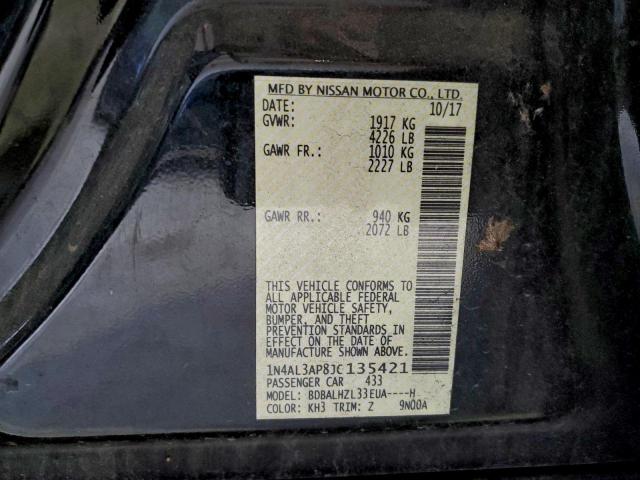 MFD BY NISSAN MOTOR CO., LTD.
DATE: 10/17
GVWR: 1917 KG
4226 LB
GAWR FR.: 1010 KG
2227 LB
GAWR RR.: 940 KG
2072 LB
THIS VEHICLE CONFORMS TO
ALL APPLICABLE FEDERAL
MOTOR VEHICLE SAFETY,
BUMPER, AND THEFT
PREVENTION STANDARDS IN
EFFECT ON THE DATE OF
MANUFACTURE SHOWN ABOVE.
1N4AL3AP8JC135421
PASSENGER CAR 433
MODEL: BDBALHZL33EUA----H
COLOR: KH3 TRIM: Z 9N00A